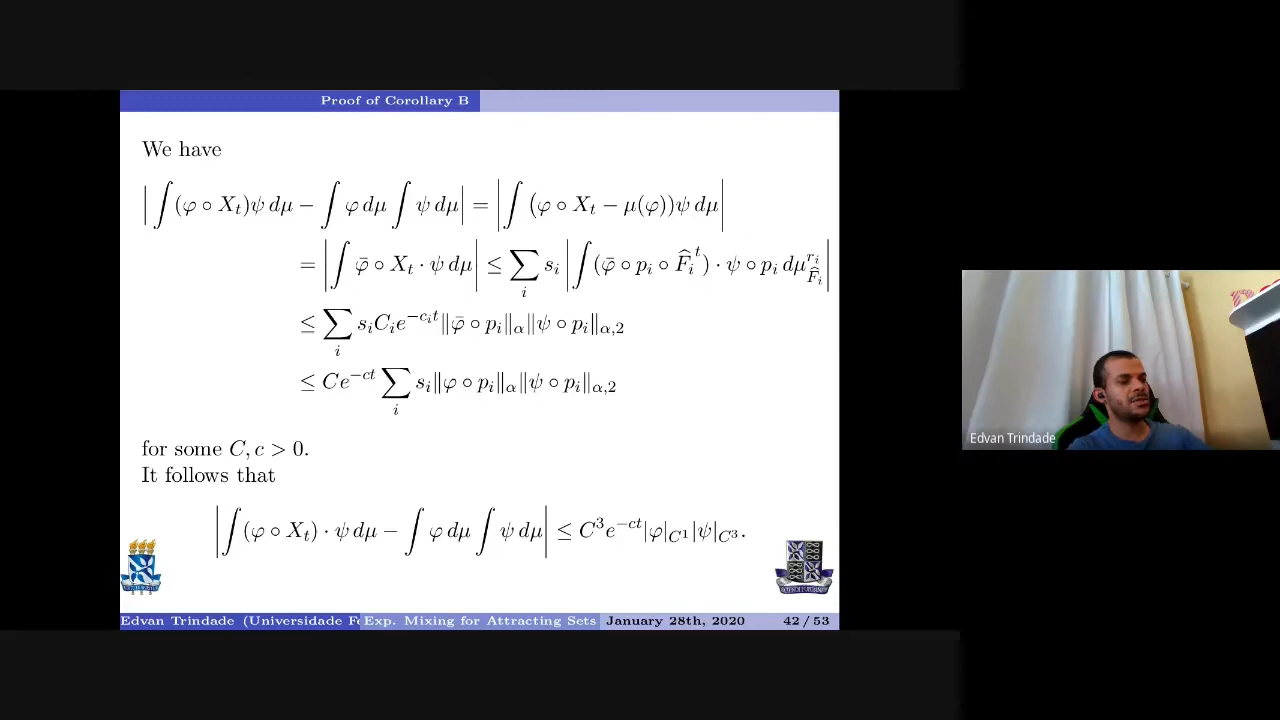 Proof of Corollary B
We have
|∫(φ ∘ X_t)ψ dμ − ∫ φ dμ ∫ ψ dμ| = |∫ (φ ∘ X_t − μ(φ))ψ dμ|
= |∫ φ̄ ∘ X_t · ψ dμ| ≤ ∑_i s_i |∫(φ̄ ∘ p_i ∘ F̂_i^t) · ψ ∘ p_i dμ^{r_i}_{F̂_i}|
≤ ∑_i s_i C_i e^{−c_i t} ‖φ̄ ∘ p_i‖_α ‖ψ ∘ p_i‖_{α,2}
≤ Ce^{−ct} ∑_i s_i ‖φ ∘ p_i‖_α ‖ψ ∘ p_i‖_{α,2}
for some C, c > 0.
It follows that
|∫(φ ∘ X_t) · ψ dμ − ∫ φ dμ ∫ ψ dμ| ≤ C^3 e^{−ct} |φ|_{C^1} |ψ|_{C^3}.
Edvan Trindade (Universidade Fe Exp. Mixing for Attracting Sets January 28th, 2020 42 / 53
Edvan Trindade